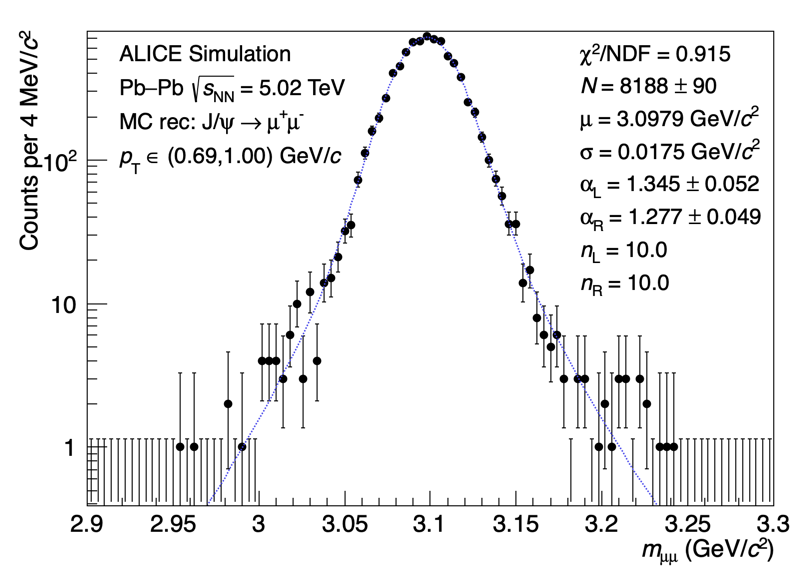 ALICE Simulation
Pb–Pb √sNN = 5.02 TeV
MC rec: J/ψ → μ⁺μ⁻
pT ∈ (0.69,1.00) GeV/c
χ²/NDF = 0.915
N = 8188 ± 90
μ = 3.0979 GeV/c²
σ = 0.0175 GeV/c²
αL = 1.345 ± 0.052
αR = 1.277 ± 0.049
nL = 10.0
nR = 10.0
Counts per 4 MeV/c²
10²
10
1
2.9 2.95 3 3.05 3.1 3.15 3.2 3.25 3.3
mμμ (GeV/c²)